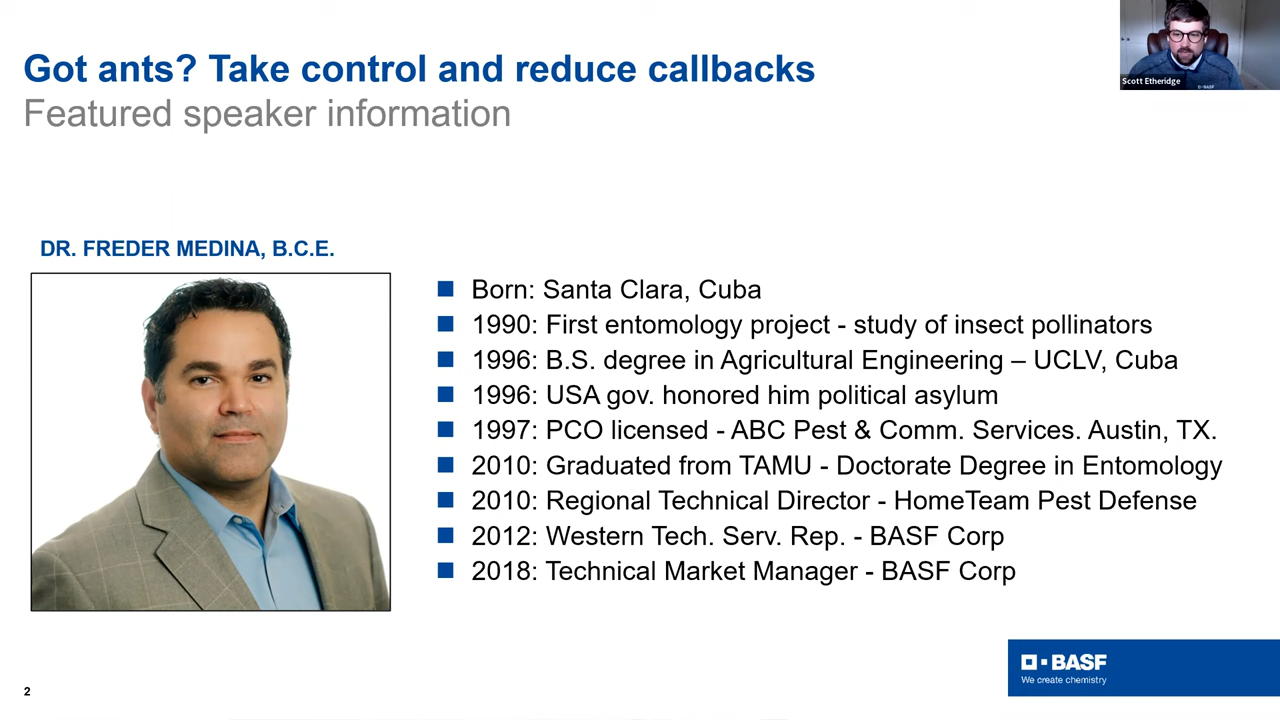 Got ants? Take control and reduce callbacks
Featured speaker information
Scott Etheridge
BASF
DR. FREDER MEDINA, B.C.E.
Born: Santa Clara, Cuba
1990: First entomology project - study of insect pollinators
1996: B.S. degree in Agricultural Engineering – UCLV, Cuba
1996: USA gov. honored him political asylum
1997: PCO licensed - ABC Pest & Comm. Services. Austin, TX.
2010: Graduated from TAMU - Doctorate Degree in Entomology
2010: Regional Technical Director - HomeTeam Pest Defense
2012: Western Tech. Serv. Rep. - BASF Corp
2018: Technical Market Manager - BASF Corp
BASF
We create chemistry
2